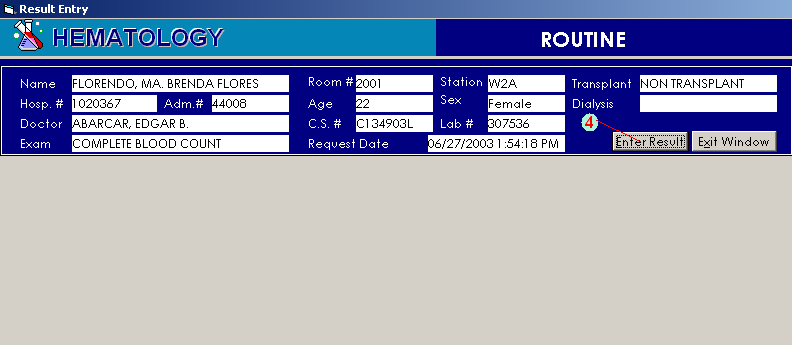 Result Entry
HEMATOLOGY ROUTINE
Name FLORENDO, MA. BRENDA FLORES Room # 2001 Station W2A Transplant NON TRANSPLANT
Hosp. # 1020367 Adm.# 44008 Age 22 Sex Female Dialysis
Doctor ABARCAR, EDGAR B. C.S. # C134903L Lab # 307536 4
Exam COMPLETE BLOOD COUNT Request Date 06/27/2003 1:54:18 PM Enter Result Exit Window